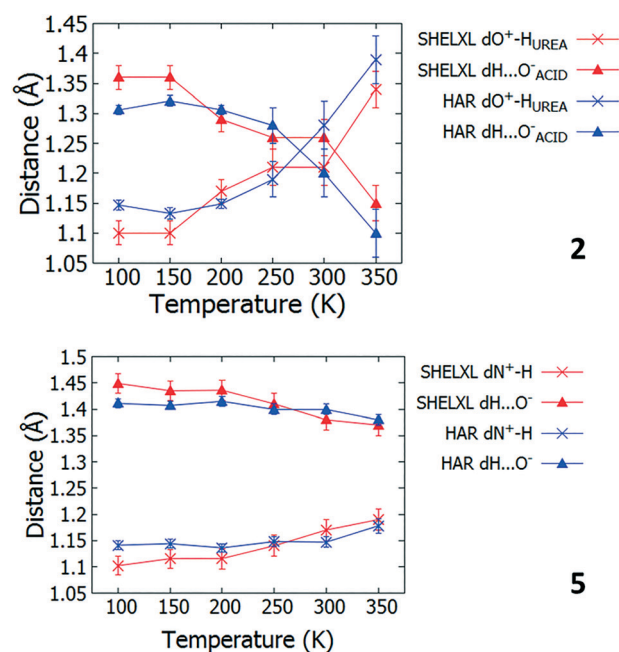 1.45
1.4
1.35
1.3
1.25
1.2
1.15
1.1
1.05
Distance (Å)
100 150 200 250 300 350
Temperature (K)
SHELXL dO⁺-H_UREA
SHELXL dH...O⁻_ACID
HAR dO⁺-H_UREA
HAR dH...O⁻_ACID
2
1.5
1.45
1.4
1.35
1.3
1.25
1.2
1.15
1.1
1.05
Distance (Å)
100 150 200 250 300 350
Temperature (K)
SHELXL dN⁺-H
SHELXL dH...O⁻
HAR dN⁺-H
HAR dH...O⁻
5